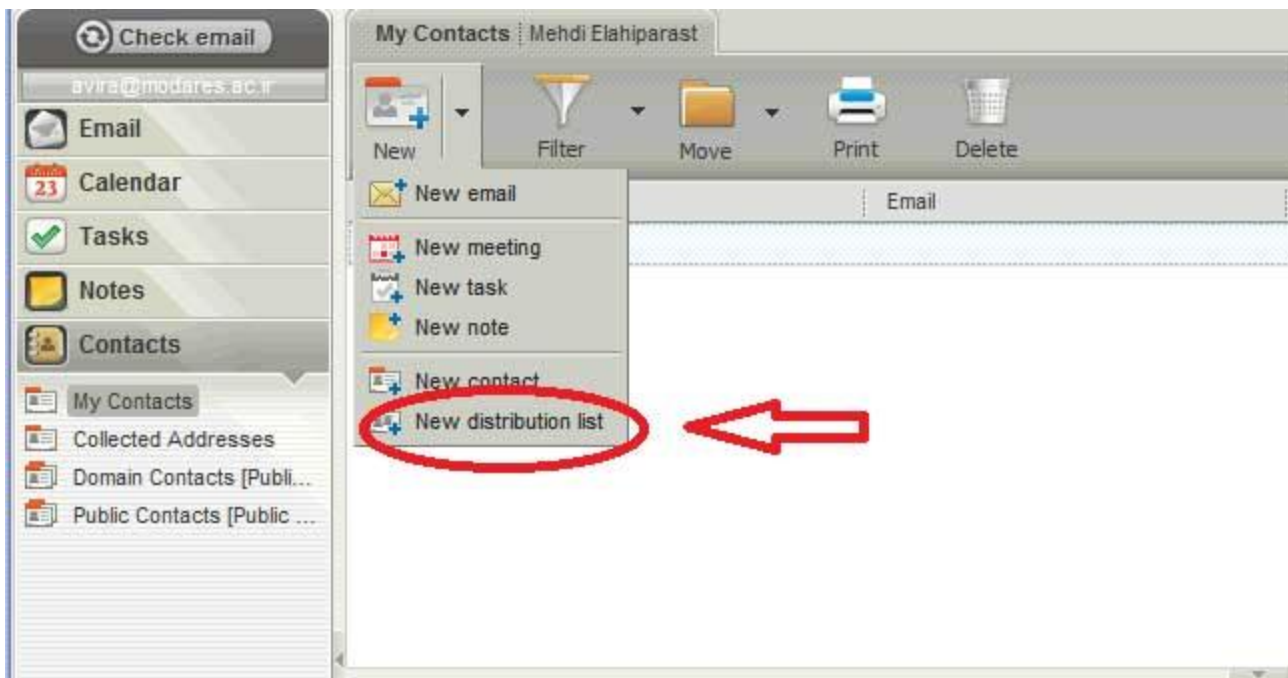 Check email
avira@modares.ac.ir
Email
23
Calendar
Tasks
Notes
Contacts
My Contacts
Collected Addresses
Domain Contacts [Publi...
Public Contacts [Public ...
My Contacts Mehdi Elahiparast
New Filter Move Print Delete
Email
New email
New meeting
New task
New note
New contact
New distribution list